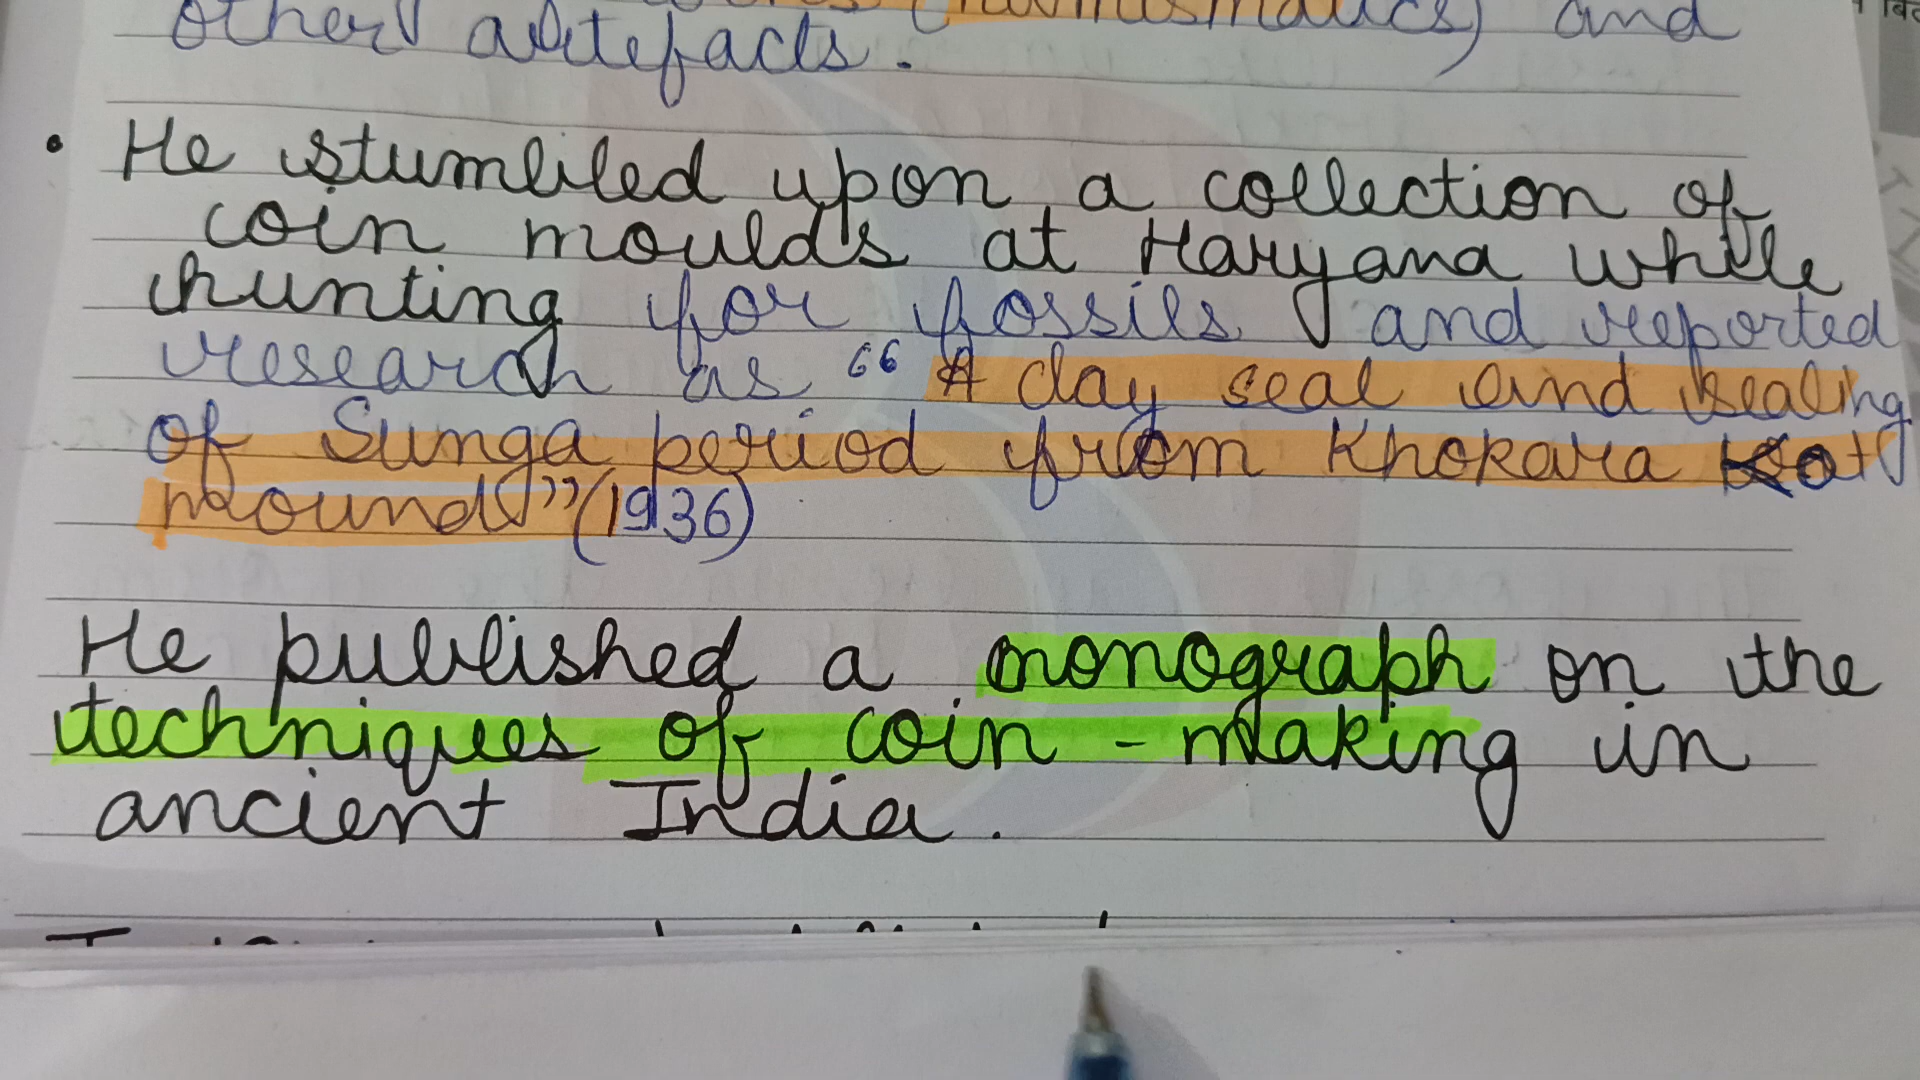 (Numismatics) and
other artefacts.
• He stumbled upon a collection of
coin moulds at Haryana while
hunting for fossils and reported
research as “A clay seal and sealing
of Sunga period from Khokara Kot
mound” (1936)
He published a monograph on the
techniques of coin-making in
ancient India.